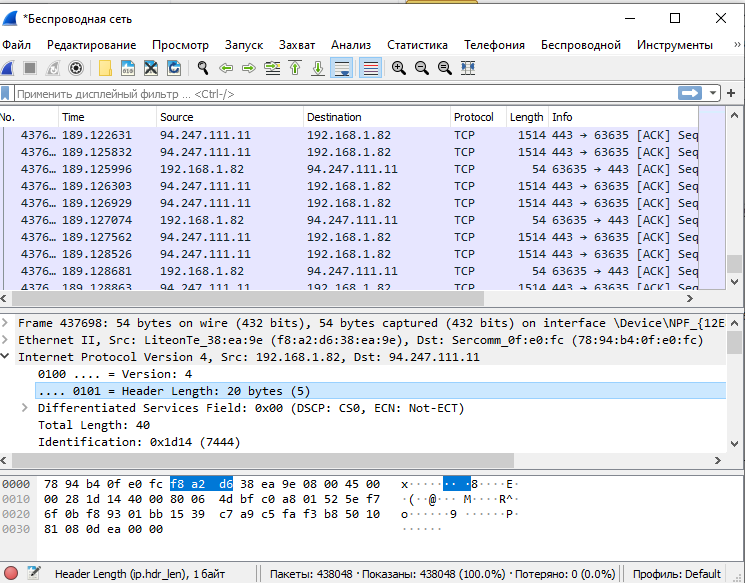 *Беспроводная сеть
Файл Редактирование Просмотр Запуск Захват Анализ Статистика Телефония Беспроводной Инструменты »
Применить дисплейный фильтр ... <Ctrl-/>
No. Time Source Destination Protocol Length Info
4376… 189.122631 94.247.111.11 192.168.1.82 TCP 1514 443 → 63635 [ACK] Seq
4376… 189.125832 94.247.111.11 192.168.1.82 TCP 1514 443 → 63635 [ACK] Seq
4376… 189.125996 192.168.1.82 94.247.111.11 TCP 54 63635 → 443 [ACK] Seq
4376… 189.126303 94.247.111.11 192.168.1.82 TCP 1514 443 → 63635 [ACK] Seq
4376… 189.126929 94.247.111.11 192.168.1.82 TCP 1514 443 → 63635 [ACK] Seq
4376… 189.127074 192.168.1.82 94.247.111.11 TCP 54 63635 → 443 [ACK] Seq
4376… 189.127562 94.247.111.11 192.168.1.82 TCP 1514 443 → 63635 [ACK] Seq
4376… 189.128526 94.247.111.11 192.168.1.82 TCP 1514 443 → 63635 [ACK] Seq
4376… 189.128681 192.168.1.82 94.247.111.11 TCP 54 63635 → 443 [ACK] Seq
4376… 189.128863 94.247.111.11 192.168.1.82 TCP 1514 443 → 63635 [ACK] Seq
Frame 437698: 54 bytes on wire (432 bits), 54 bytes captured (432 bits) on interface \Device\NPF_{12E
Ethernet II, Src: LiteonTe_38:ea:9e (f8:a2:d6:38:ea:9e), Dst: Sercomm_0f:e0:fc (78:94:b4:0f:e0:fc)
Internet Protocol Version 4, Src: 192.168.1.82, Dst: 94.247.111.11
0100 .... = Version: 4
.... 0101 = Header Length: 20 bytes (5)
Differentiated Services Field: 0x00 (DSCP: CS0, ECN: Not-ECT)
Total Length: 40
Identification: 0x1d14 (7444)
0000 78 94 b4 0f e0 fc f8 a2 d6 38 ea 9e 08 00 45 00 x······· ·8····E·
0010 00 28 1d 14 40 00 80 06 4d bf c0 a8 01 52 5e f7 ·(··@··· M····R^·
0020 6f 0b f8 93 01 bb 15 39 c7 a9 c5 fa f3 b8 50 10 o······9 ······P·
0030 81 08 0d ea 00 00 ······
Header Length (ip.hdr_len), 1 байт Пакеты: 438048 · Показаны: 438048 (100.0%) · Потеряно: 0 (0.0%) Профиль: Default